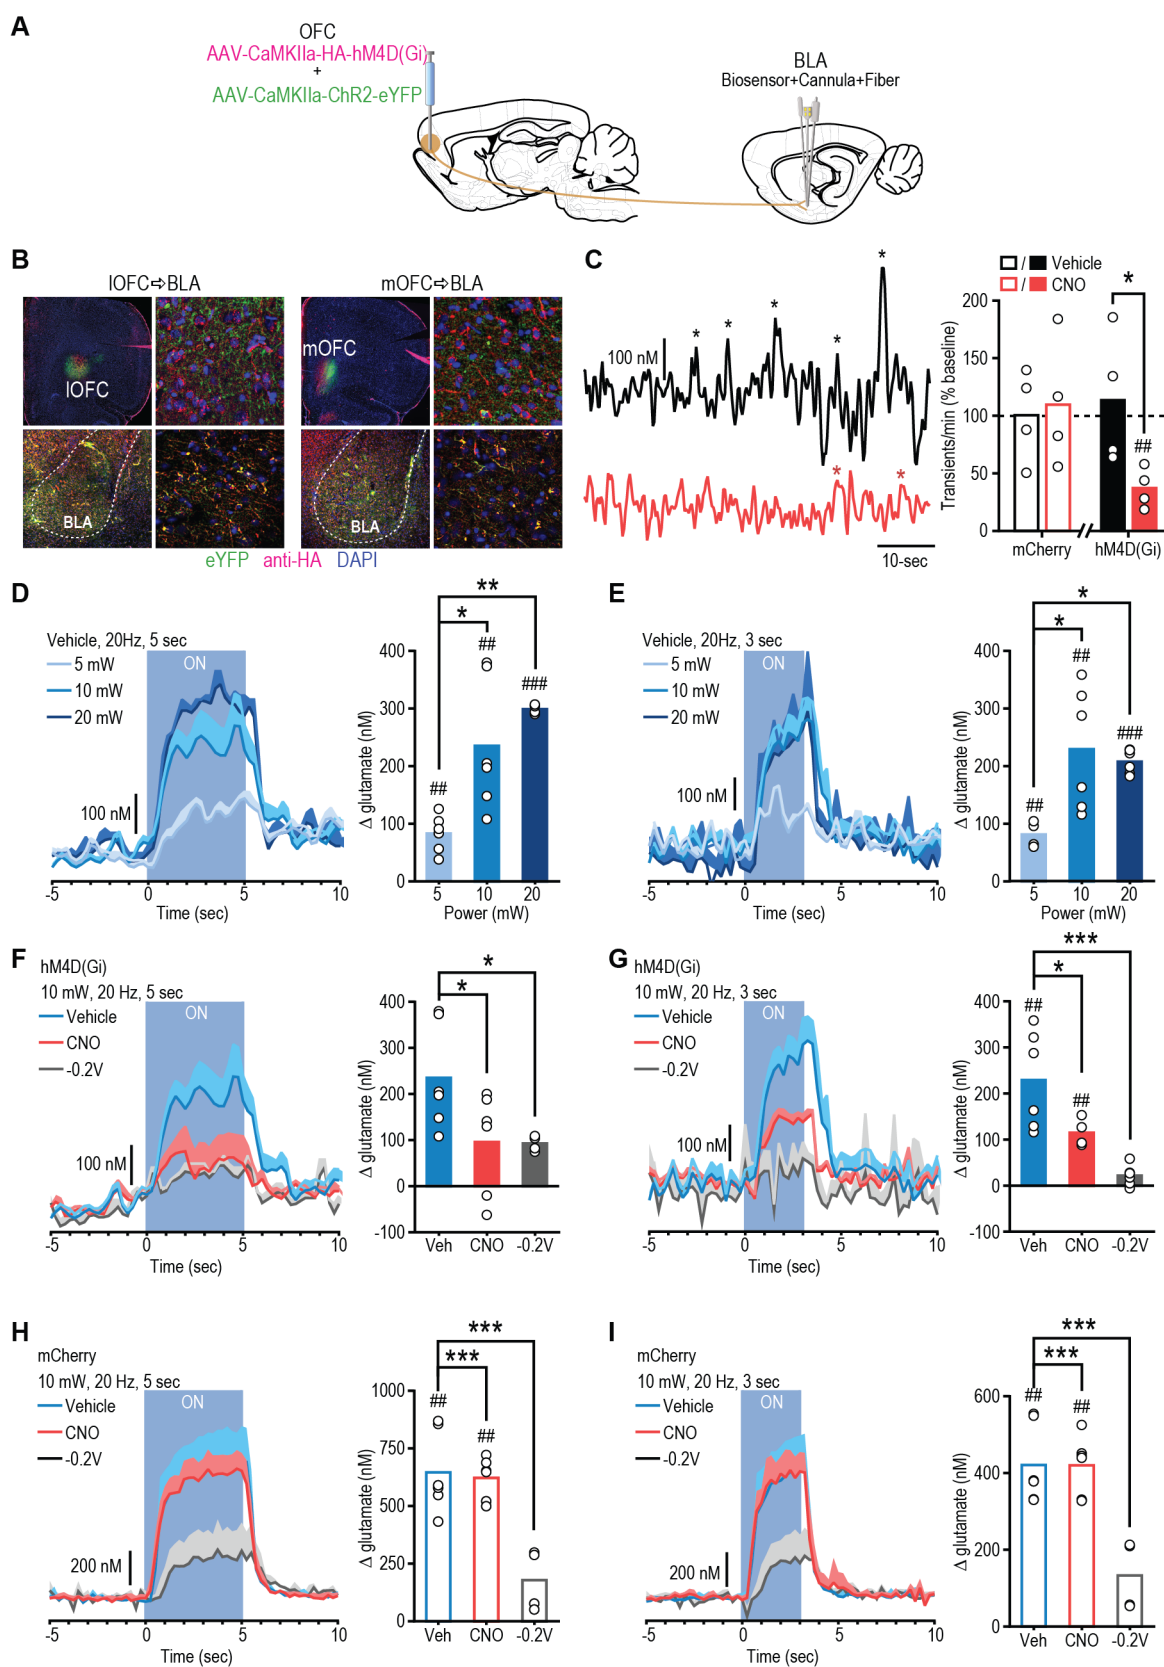 A
OFC
AAV-CaMKIIa-HA-hM4D(Gi)
+
AAV-CaMKIIa-ChR2-eYFP
BLA
Biosensor+Cannula+Fiber
B
lOFC⇨BLA
mOFC⇨BLA
lOFC
mOFC
BLA
BLA
eYFP anti-HA DAPI
C
100 nM
* * * * *
* *
10-sec
/ Vehicle
/ CNO
*
##
Transients/min (% baseline)
200
150
100
50
0
mCherry hM4D(Gi)
D
Vehicle, 20Hz, 5 sec
5 mW
10 mW
20 mW
ON
100 nM
-5 0 5 10
Time (sec)
**
*
##
##
###
Δ glutamate (nM)
400
300
200
100
0
5 10 20
Power (mW)
E
Vehicle, 20Hz, 3 sec
5 mW
10 mW
20 mW
ON
100 nM
-5 0 5 10
Time (sec)
*
*
##
##
###
Δ glutamate (nM)
400
300
200
100
0
5 10 20
Power (mW)
F
hM4D(Gi)
10 mW, 20 Hz, 5 sec
Vehicle
CNO
-0.2V
ON
100 nM
-5 0 5 10
Time (sec)
*
*
Δ glutamate (nM)
400
300
200
100
0
-100
Veh CNO -0.2V
G
hM4D(Gi)
10 mW, 20 Hz, 3 sec
Vehicle
CNO
-0.2V
ON
100 nM
-5 0 5 10
Time (sec)
***
*
##
##
Δ glutamate (nM)
400
300
200
100
0
-100
Veh CNO -0.2V
H
mCherry
10 mW, 20 Hz, 5 sec
Vehicle
CNO
-0.2V
ON
200 nM
-5 0 5 10
Time (sec)
***
***
##
##
Δ glutamate (nM)
1000
750
500
250
0
Veh CNO -0.2V
I
mCherry
10 mW, 20 Hz, 3 sec
Vehicle
CNO
-0.2V
ON
200 nM
-5 0 5 10
Time (sec)
***
***
##
##
Δ glutamate (nM)
600
400
200
0
Veh CNO -0.2V